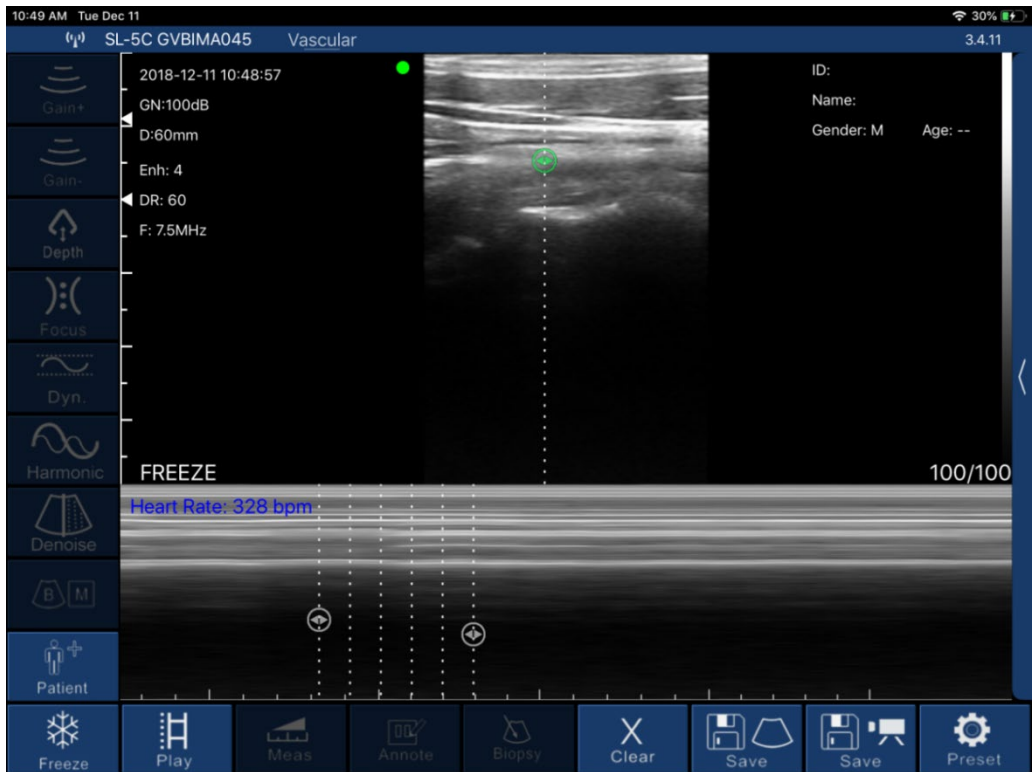 10:49 AM Tue Dec 11
30%
SL-5C GVBIMA045 Vascular
3.4.11
Gain+
Gain-
Depth
Focus
Dyn.
Harmonic
Denoise
B M
Patient
2018-12-11 10:48:57
GN:100dB
D:60mm
Enh: 4
DR: 60
F: 7.5MHz
ID:
Name:
Gender: M Age: --
FREEZE
100/100
Heart Rate: 328 bpm
Freeze
Play
Meas
Annote
Biopsy
Clear
Save
Save
Preset